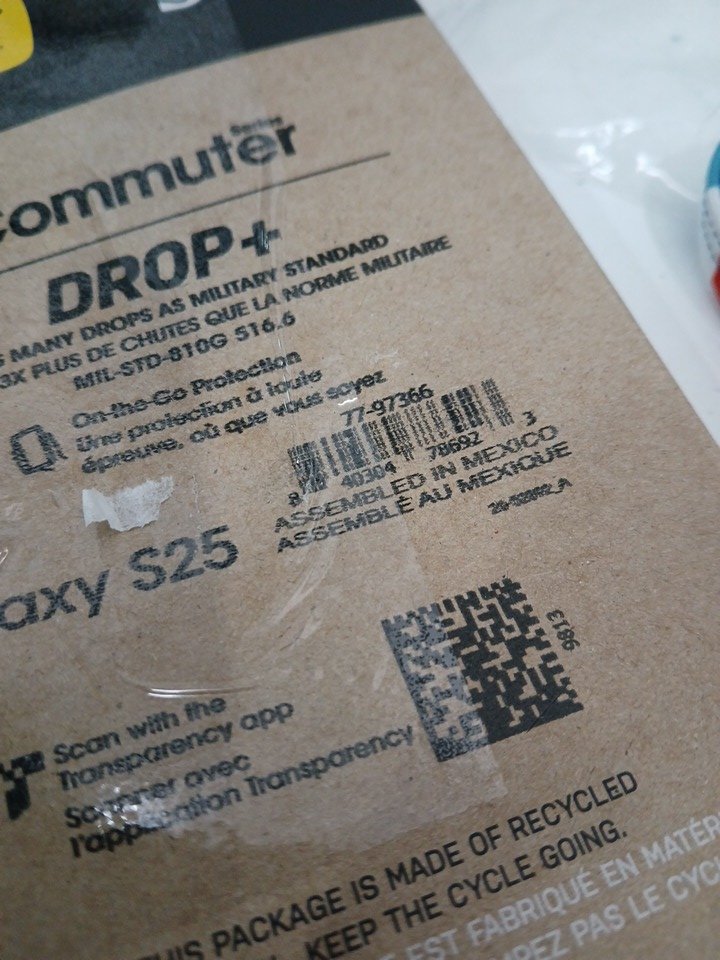 Series
Commuter
DROP+
MANY DROPS AS MILITARY STANDARD
3X PLUS DE CHUTES QUE LA NORME MILITAIRE
MIL-STD-810G 516.6
On-the-Go Protection
Une protection à toute
épreuve, où que vous soyez
77-97366
8 40304 78692 3
ASSEMBLED IN MEXICO
ASSEMBLÉ AU MEXIQUE
axy S25
9813
Scan with the
Transparency app
Scanner avec
l'application Transparency
THIS PACKAGE IS MADE OF RECYCLED
KEEP THE CYCLE GOING.
EST FABRIQUÉ EN MATÉR
PAS LE CYC